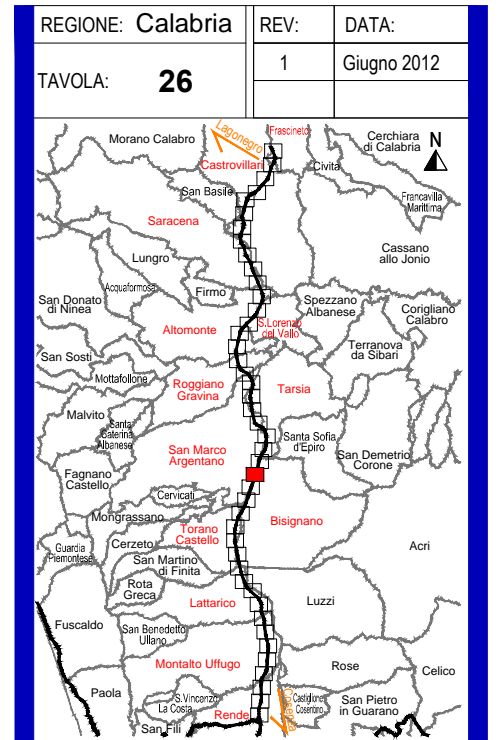 REGIONE: Calabria
REV:
DATA:
TAVOLA: 26
1
Giugno 2012
Lagonegro
Frascineto
Morano Calabro
Cerchiara
di Calabria
N
Castrovillari
Civita
San Basile
Francavilla
Marittima
Saracena
Lungro
Cassano
allo Jonio
Acquaformosa
Firmo
San Donato
di Ninea
Spezzano
Albanese
Corigliano
Calabro
Altomonte
S.Lorenzo
del Vallo
Terranova
da Sibari
San Sosti
Mottafollone
Roggiano
Gravina
Tarsia
Malvito
Santa
Caterina
Albanese
Santa Sofia
d'Epiro
San Marco
Argentano
San Demetrio
Corone
Fagnano
Castello
Cervicati
Mongrassano
Torano
Castello
Bisignano
Guardia
Piemontese
Cerzeto
Acri
San Martino
di Finita
Rota
Greca
Lattarico
Luzzi
Fuscaldo
San Benedetto
Ullano
Montalto Uffugo
Rose
Celico
Paola
S.Vincenzo
La Costa
Cosenza
Castiglione
Cosentino
San Pietro
in Guarano
Rende
San Fili